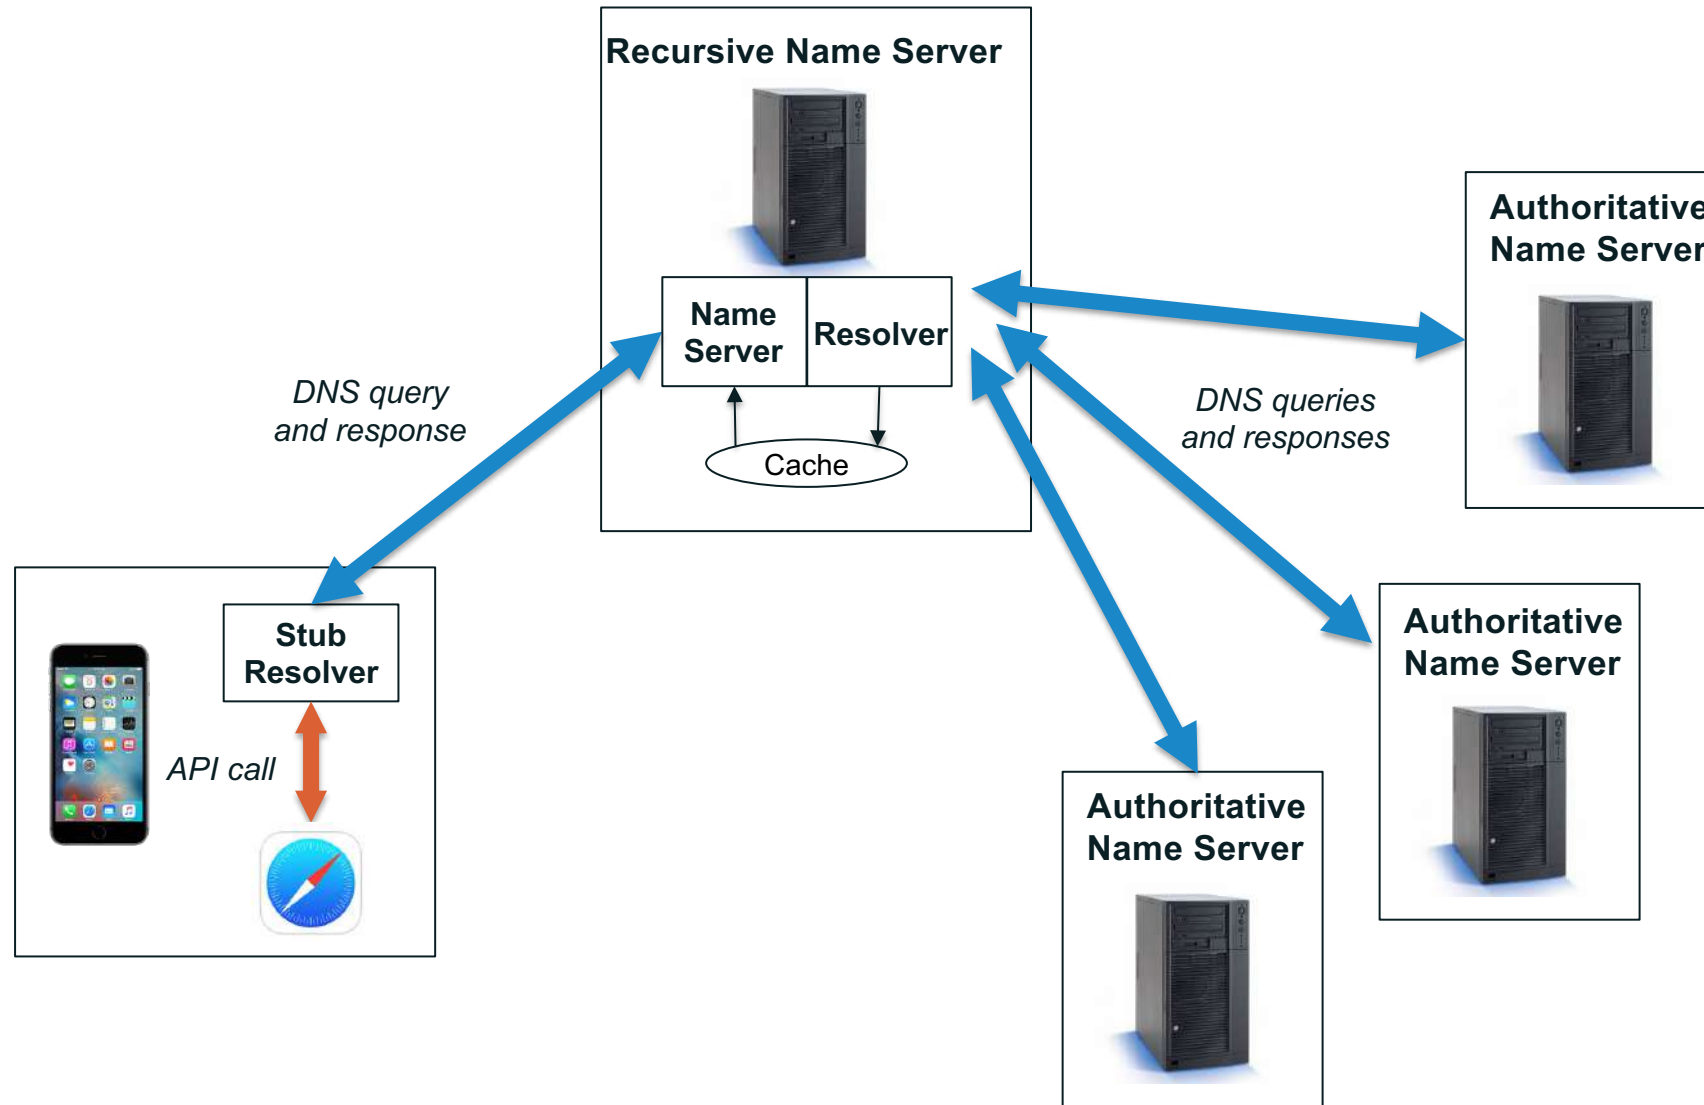 Recursive Name Server
Name
Server
Resolver
Cache
DNS query
and response
DNS queries
and responses
Authoritative
Name Server
Stub
Resolver
API call
Authoritative
Name Server
Authoritative
Name Server